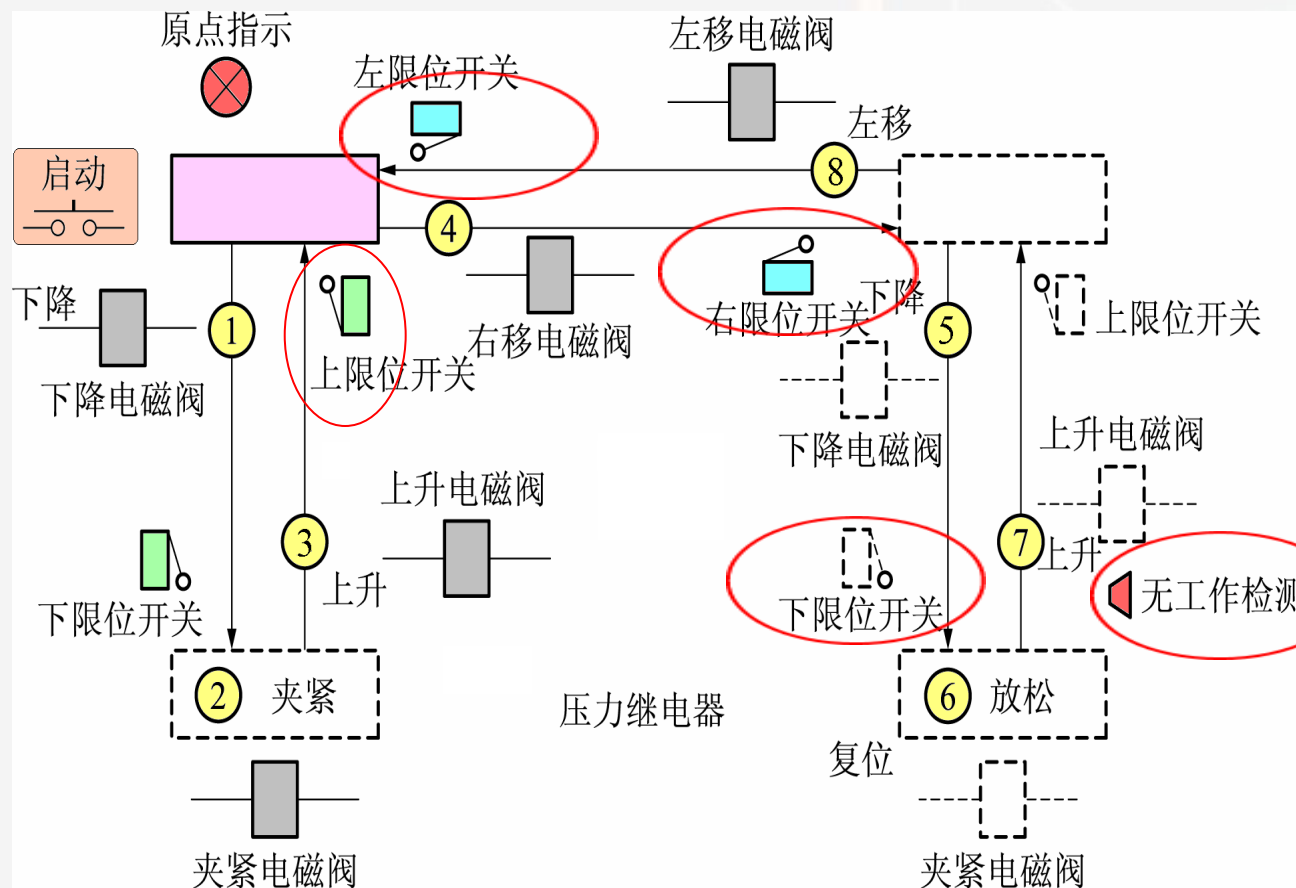 原点指示
左移电磁阀
左限位开关
左移
启动
8
4
下降
1
右移电磁阀
右限位开关
下降
5
上限位开关
上限位开关
下降电磁阀
下降电磁阀
上升电磁阀
上升电磁阀
3
上升
7
上升
下限位开关
下限位开关
无工作检测
2
夹紧
压力继电器
6
放松
复位
夹紧电磁阀
夹紧电磁阀